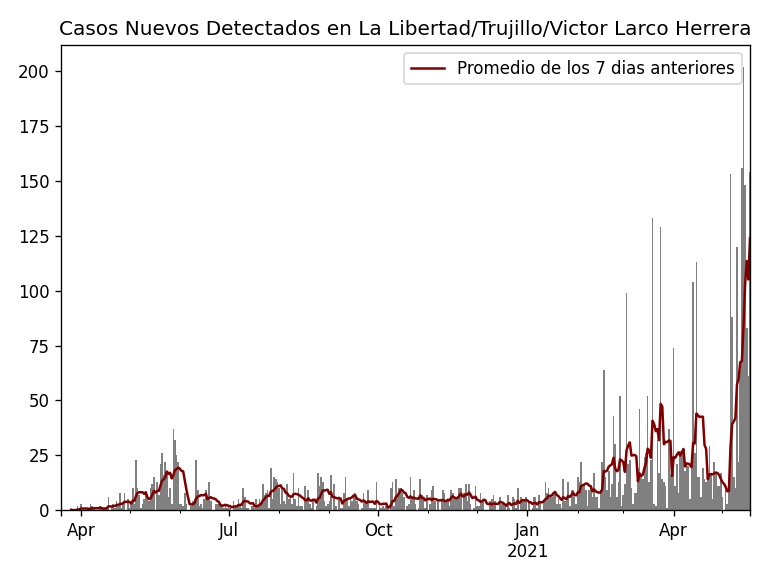 Casos Nuevos Detectados en La Libertad/Trujillo/Victor Larco Herrera
Promedio de los 7 dias anteriores
200
175
150
125
100
75
50
25
0
Apr
Jul
Oct
Jan
2021
Apr